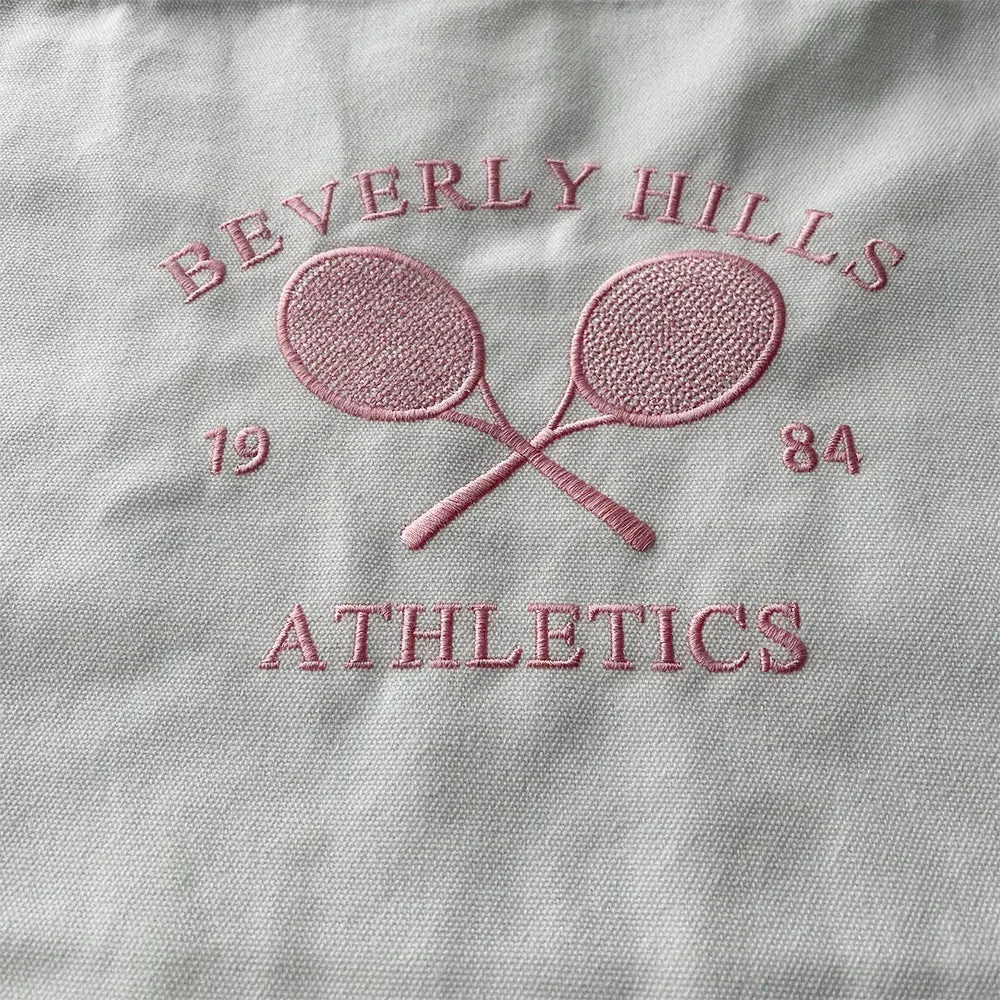 BEVERLY HILLS
19 84
ATHLETICS